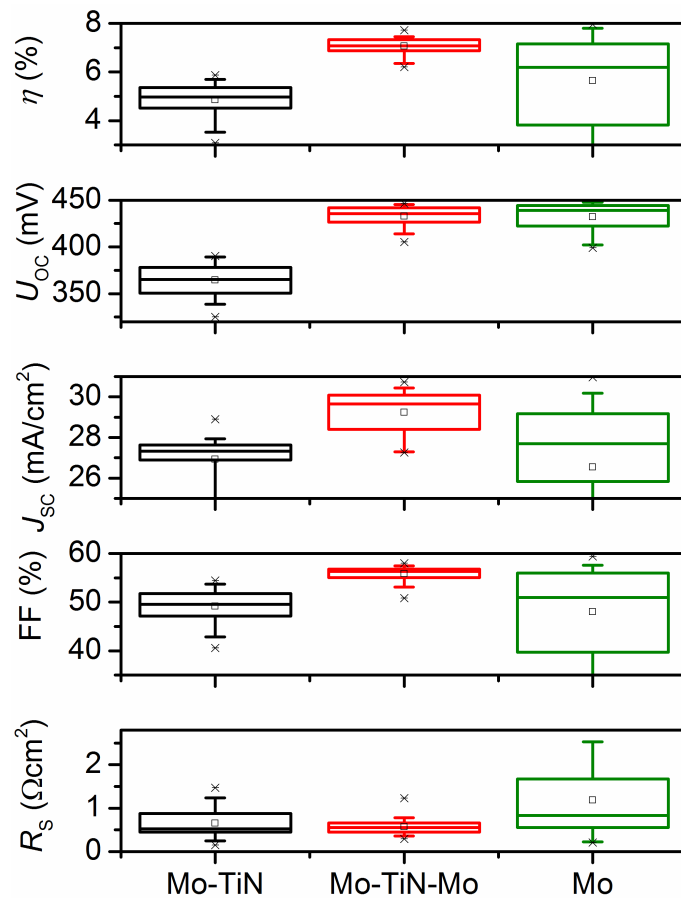 η (%)
8
6
4
U_OC (mV)
450
400
350
J_SC (mA/cm²)
30
28
26
FF (%)
60
50
40
R_S (Ωcm²)
2
1
0
Mo-TiN Mo-TiN-Mo Mo